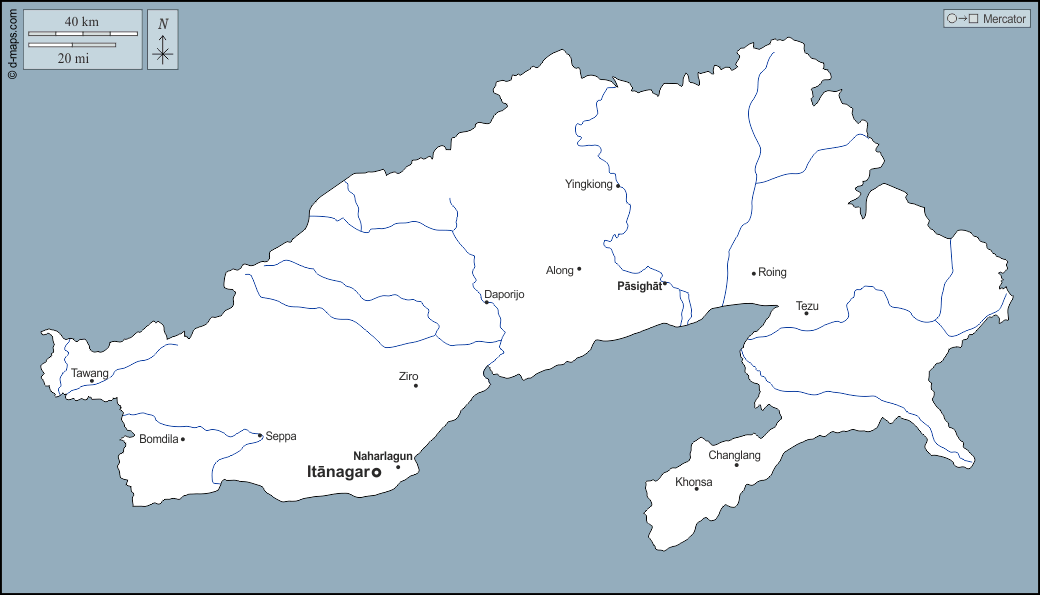 © d-maps.com
40 km
20 mi
N
Mercator
Yingkiong
Along
Pāsighāt
Roing
Daporijo
Tezu
Tawang
Ziro
Bomdila
Seppa
Naharlagun
Itānagar
Changlang
Khonsa